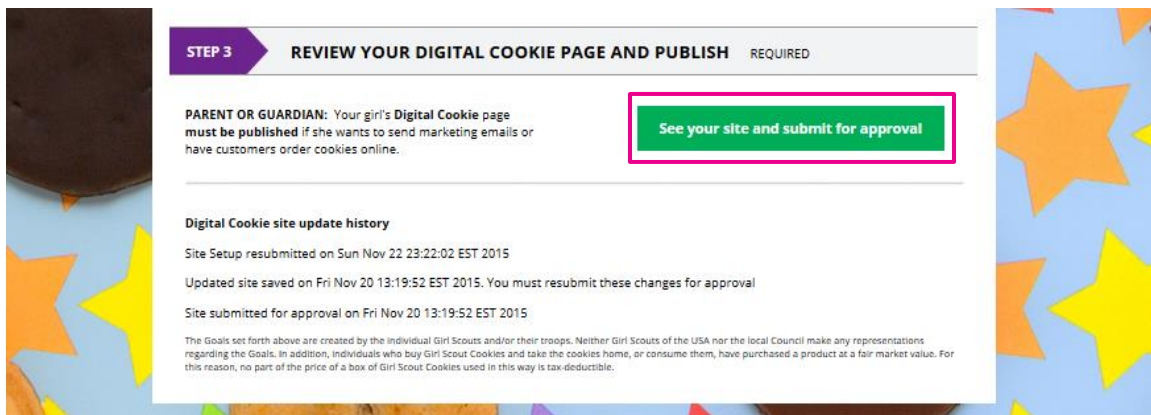 STEP 3 REVIEW YOUR DIGITAL COOKIE PAGE AND PUBLISH REQUIRED
PARENT OR GUARDIAN: Your girl's Digital Cookie page
must be published if she wants to send marketing emails or
have customers order cookies online.
See your site and submit for approval
Digital Cookie site update history
Site Setup resubmitted on Sun Nov 22 23:22:02 EST 2015
Updated site saved on Fri Nov 20 13:19:52 EST 2015. You must resubmit these changes for approval
Site submitted for approval on Fri Nov 20 13:19:52 EST 2015
The Goals set forth above are created by the individual Girl Scouts and/or their troops. Neither Girl Scouts of the USA nor the local Council make any representations
regarding the Goals. In addition, individuals who buy Girl Scout Cookies and take the cookies home, or consume them, have purchased a product at a fair market value. For
this reason, no part of the price of a box of Girl Scout Cookies used in this way is tax-deductible.